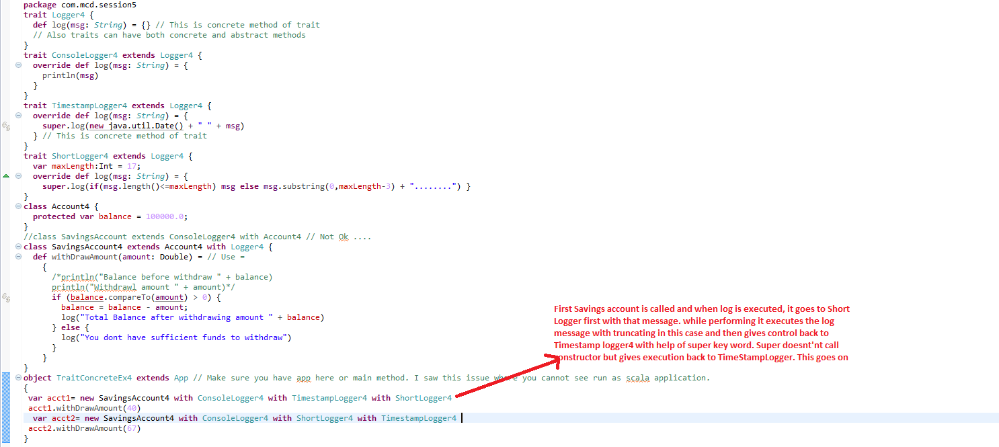 package com.mcd.session5
trait Logger4 {
  def log(msg: String) = {} // This is concrete method of trait
  // Also traits can have both concrete and abstract methods
}
trait ConsoleLogger4 extends Logger4 {
  override def log(msg: String) = {
    println(msg)
  }
}
trait TimestampLogger4 extends Logger4 {
  override def log(msg: String) = {
    super.log(new java.util.Date() + " " + msg)
  } // This is concrete method of trait
}
trait ShortLogger4 extends Logger4 {
  var maxLength:Int = 17;
  override def log(msg: String) = {
    super.log(if(msg.length()<=maxLength) msg else msg.substring(0,maxLength-3) + "........") }
}
class Account4 {
  protected var balance = 100000.0;
}
//class SavingsAccount extends ConsoleLogger4 with Account4 // Not Ok ....
class SavingsAccount4 extends Account4 with Logger4 {
  def withDrawAmount(amount: Double) = // Use =
    {
      /*println("Balance before withdraw " + balance)
      println("Withdrawl amount " + amount)*/
      if (balance.compareTo(amount) > 0) {
        balance = balance - amount;
        log("Total Balance after withdrawing amount " + balance)
      } else {
        log("You dont have sufficient funds to withdraw")
      }
    }
}
First Savings account is called and when log is executed, it goes to Short
Logger first with that message. while performing it executes the log
message with truncating in this case and then gives control back to
Timestamp logger4 with help of super key word. Super doesnt'nt call
constructor but gives execution back to TimeStampLogger. This goes on
object TraitConcreteEx4 extends App // Make sure you have app here or main method. I saw this issue where you cannot see run as scala application.
{
 var acct1= new SavingsAccount4 with ConsoleLogger4 with TimestampLogger4 with ShortLogger4
 acct1.withDrawAmount(40)
  var acct2= new SavingsAccount4 with ConsoleLogger4 with ShortLogger4 with TimestampLogger4
 acct2.withDrawAmount(67)
}